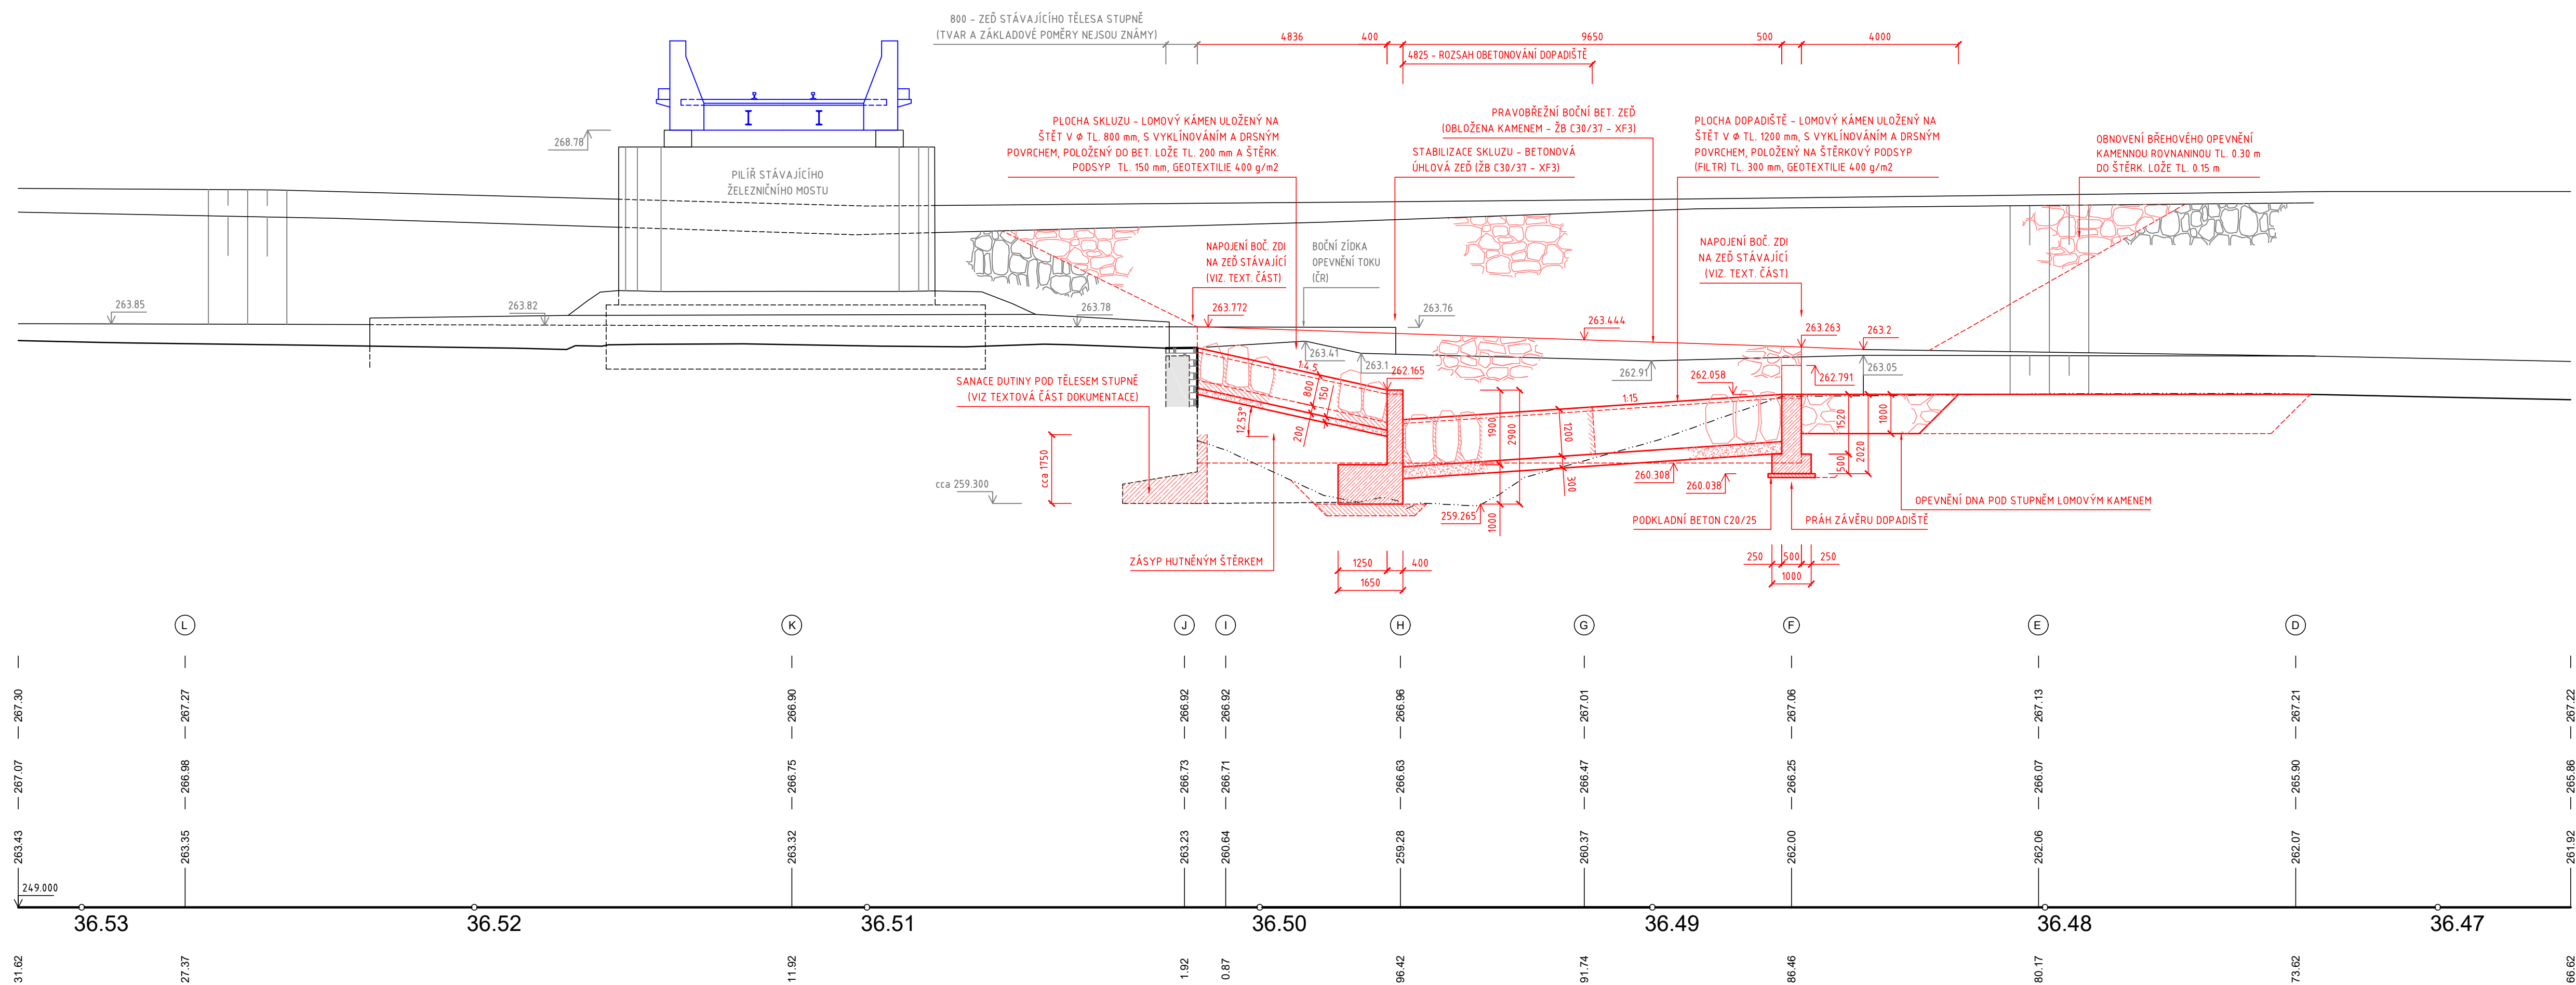 800 - ZEĎ STÁVAJÍCÍHO TĚLESA STUPNĚ
(TVAR A ZÁKLADOVÉ POMĚRY NEJSOU ZNÁMY)
4836
400
9650
500
4000
4825 - ROZSAH OBETONOVÁNÍ DOPADIŠTĚ
PLOCHA SKLUZU - LOMOVÝ KÁMEN ULOŽENÝ NA
ŠTĚT V Ø TL. 800 mm, S VYKLÍNOVÁNÍM A DRSNÝM
POVRCHEM, POLOŽENÝ DO BET. LOŽE TL. 200 mm A ŠTĚRK.
PODSYP TL. 150 mm, GEOTEXTILIE 400 g/m2
PRAVOBŘEŽNÍ BOČNÍ BET. ZEĎ
(OBLOŽENA KAMENEM - ŽB C30/37 - XF3)
STABILIZACE SKLUZU - BETONOVÁ
ÚHLOVÁ ZEĎ (ŽB C30/37 - XF3)
PLOCHA DOPADIŠTĚ - LOMOVÝ KÁMEN ULOŽENÝ NA
ŠTĚT V Ø TL. 1200 mm, S VYKLÍNOVÁNÍM A DRSNÝM
POVRCHEM, POLOŽENÝ NA ŠTĚRKOVÝ PODSYP
(FILTR) TL. 300 mm, GEOTEXTILIE 400 g/m2
OBNOVENÍ BŘEHOVÉHO OPEVNĚNÍ
KAMENNOU ROVNANINOU TL. 0.30 m
DO ŠTĚRK. LOŽE TL. 0.15 m
268.78
PILÍŘ STÁVAJÍCÍHO
ŽELEZNIČNÍHO MOSTU
NAPOJENÍ BOČ. ZDI
NA ZEĎ STÁVAJÍCÍ
(VIZ. TEXT. ČÁST)
BOČNÍ ZÍDKA
OPEVNĚNÍ TOKU
(ČR)
NAPOJENÍ BOČ. ZDI
NA ZEĎ STÁVAJÍCÍ
(VIZ. TEXT. ČÁST)
263.85
263.82
263.78
263.772
263.76
263.444
263.263
263.2
263.41
263.1
262.165
262.91
262.058
262.791
263.05
SANACE DUTINY POD TĚLESEM STUPNĚ
(VIZ TEXTOVÁ ČÁST DOKUMENTACE)
1:4.5
800
150
200
12.53°
1:15
1900
2900
1200
300
1000
1520
500
2020
1000
cca 1750
cca 259.300
259.265
260.308
260.038
OPEVNĚNÍ DNA POD STUPNĚM LOMOVÝM KAMENEM
PODKLADNÍ BETON C20/25
PRÁH ZÁVĚRU DOPADIŠTĚ
ZÁSYP HUTNĚNÝM ŠTĚRKEM
1250
400
1650
250
500
250
1000
L
K
J
I
H
G
F
E
D
267.30
267.27
266.90
266.92
266.92
266.96
267.01
267.06
267.13
267.21
267.22
267.07
266.98
266.75
266.73
266.71
266.63
266.47
266.25
266.07
265.90
265.86
263.43
263.35
263.32
263.23
260.64
259.28
260.37
262.00
262.06
262.07
261.92
249.000
36.53
36.52
36.51
36.50
36.49
36.48
36.47
31.62
27.37
11.92
1.92
0.87
96.42
91.74
86.46
80.17
73.62
66.62